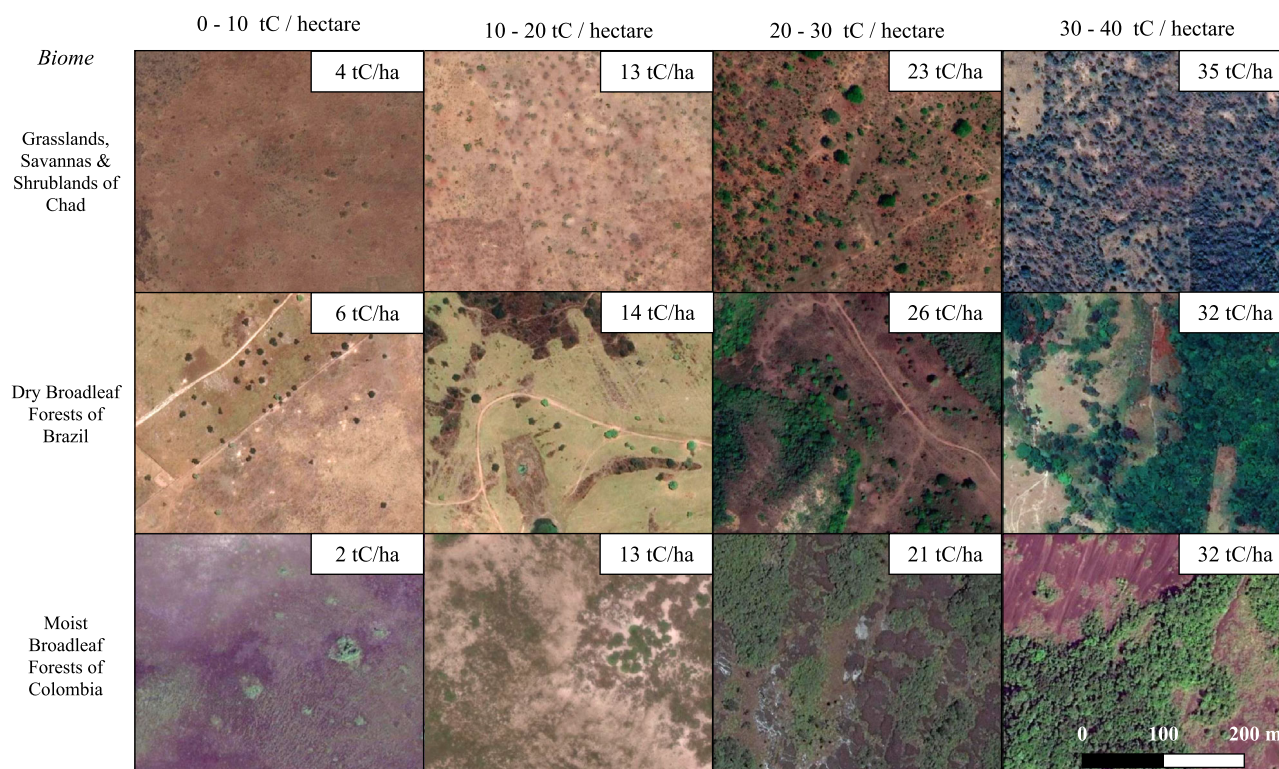 0 - 10 tC / hectare
10 - 20 tC / hectare
20 - 30 tC / hectare
30 - 40 tC / hectare
Biome
4 tC/ha
13 tC/ha
23 tC/ha
35 tC/ha
Grasslands,
Savannas &
Shrublands of
Chad
6 tC/ha
14 tC/ha
26 tC/ha
32 tC/ha
Dry Broadleaf
Forests of
Brazil
2 tC/ha
13 tC/ha
21 tC/ha
32 tC/ha
Moist
Broadleaf
Forests of
Colombia
0 100 200 m